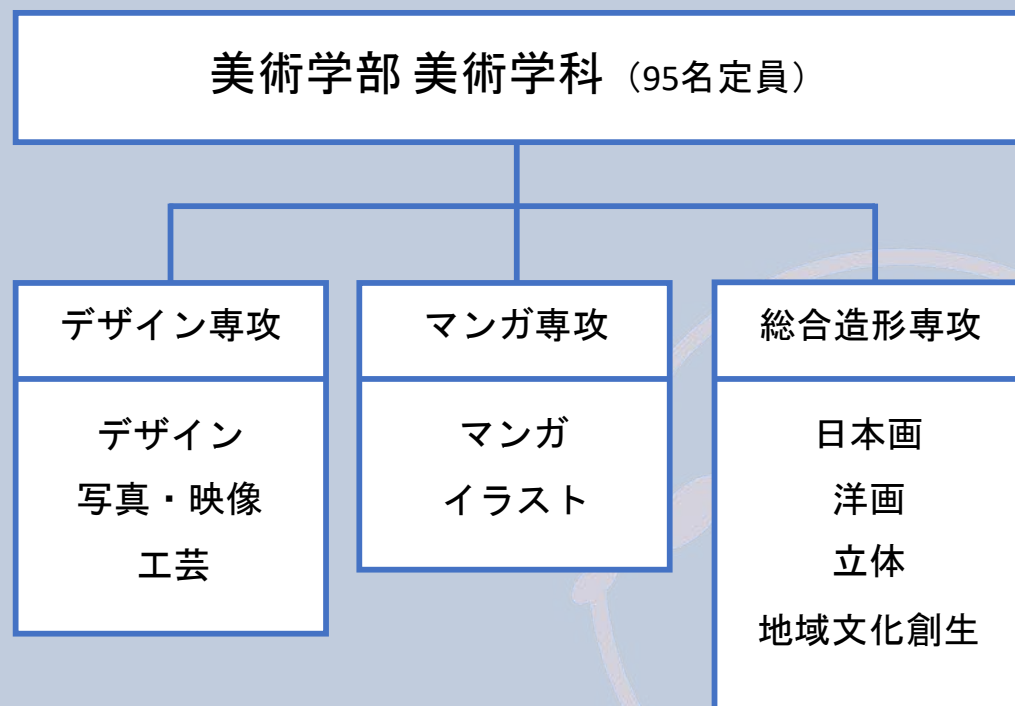 美術学部 美術学科（95名定員）
デザイン専攻
デザイン
写真・映像
工芸
マンガ専攻
マンガ
イラスト
総合造形専攻
日本画
洋画
立体
地域文化創生